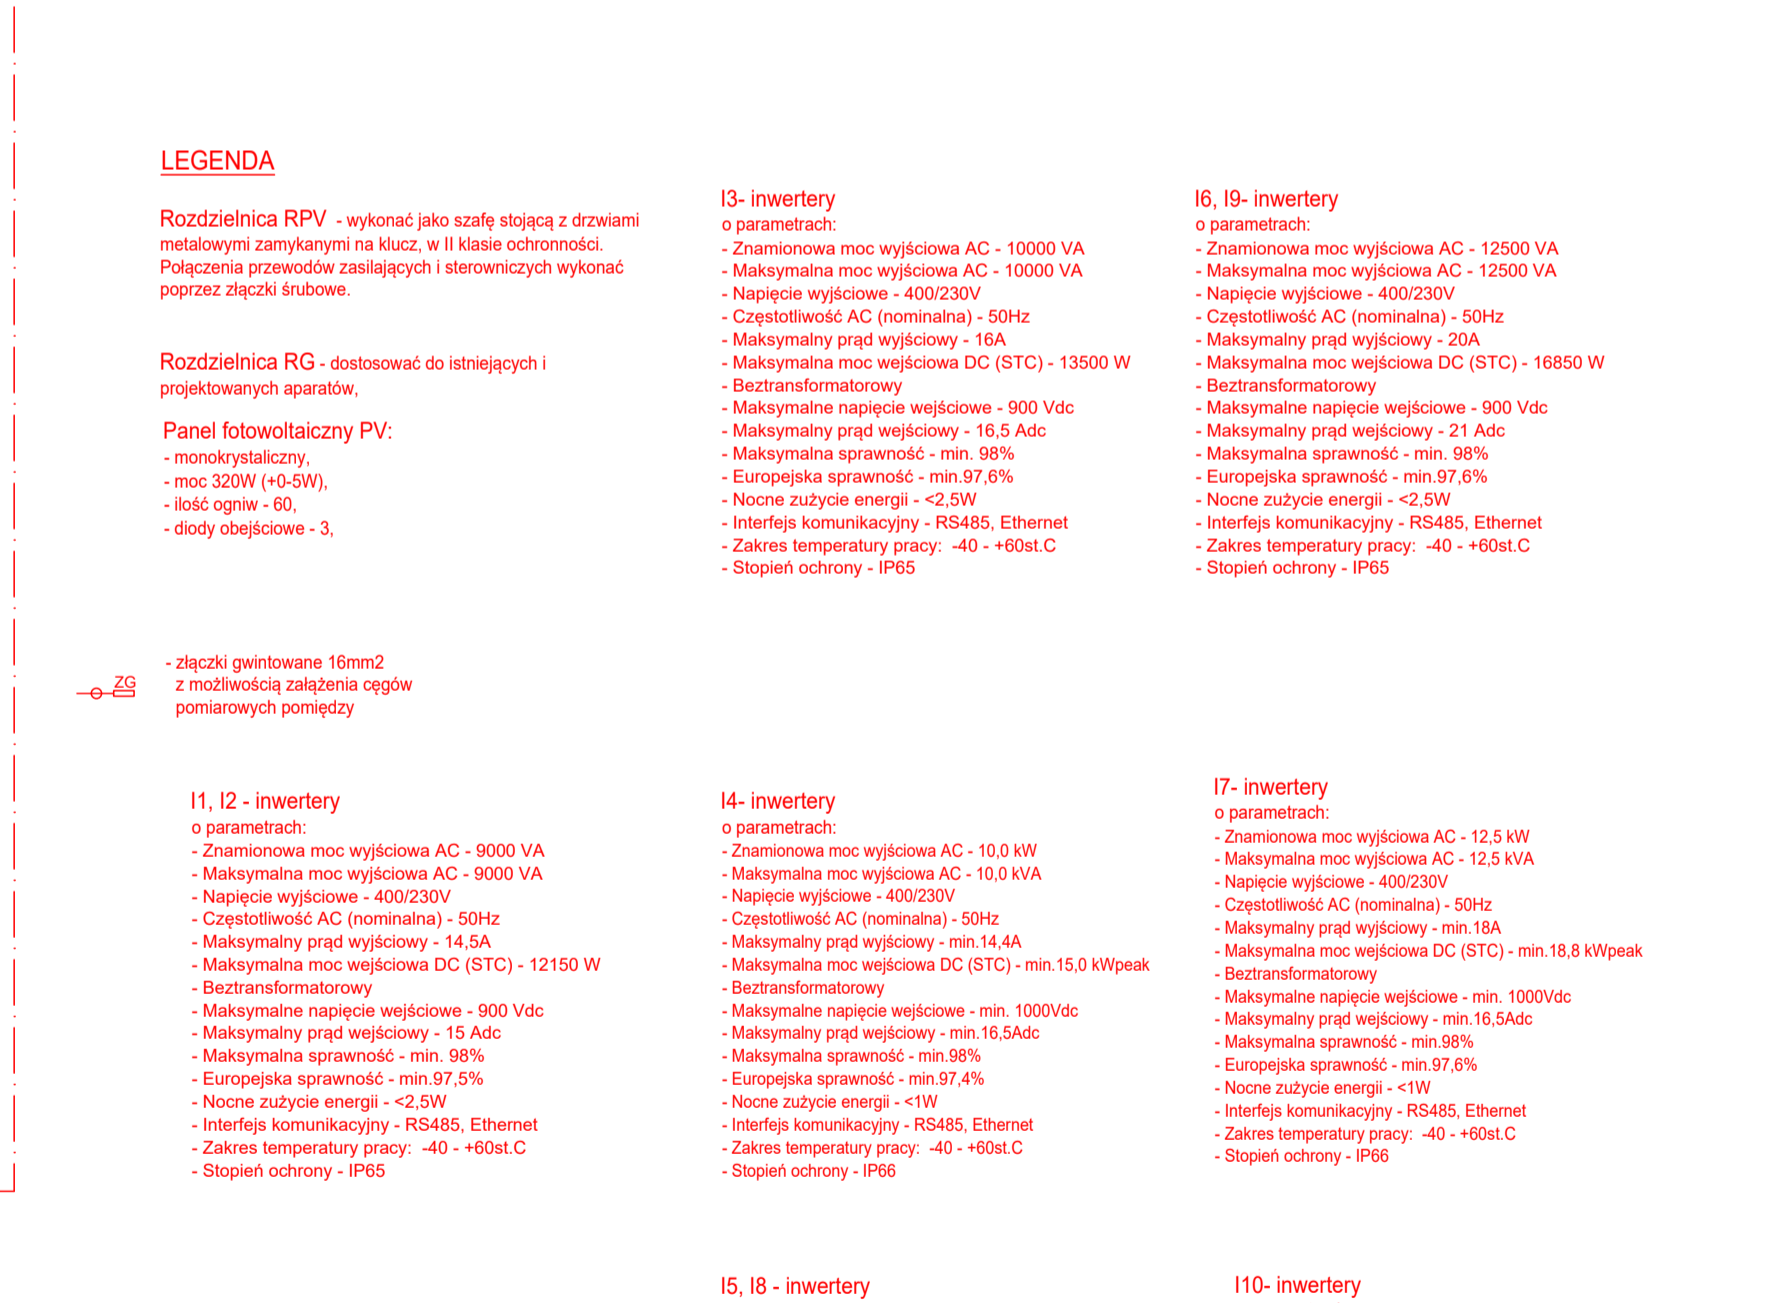 LEGENDA
Rozdzielnica RPV - wykonać jako szafę stojącą z drzwiami
metalowymi zamykanymi na klucz, w II klasie ochronności.
Połączenia przewodów zasilających i sterowniczych wykonać
poprzez złączki śrubowe.
Rozdzielnica RG - dostosować do istniejących i
projektowanych aparatów,
Panel fotowoltaiczny PV:
- monokrystaliczny,
- moc 320W (+0-5W),
- ilość ogniw - 60,
- diody obejściowe - 3,
ZG
- złączki gwintowane 16mm2
z możliwością załążenia cęgów
pomiarowych pomiędzy
I1, I2 - inwertery
o parametrach:
- Znamionowa moc wyjściowa AC - 9000 VA
- Maksymalna moc wyjściowa AC - 9000 VA
- Napięcie wyjściowe - 400/230V
- Częstotliwość AC (nominalna) - 50Hz
- Maksymalny prąd wyjściowy - 14,5A
- Maksymalna moc wejściowa DC (STC) - 12150 W
- Beztransformatorowy
- Maksymalne napięcie wejściowe - 900 Vdc
- Maksymalny prąd wejściowy - 15 Adc
- Maksymalna sprawność - min. 98%
- Europejska sprawność - min.97,5%
- Nocne zużycie energii - <2,5W
- Interfejs komunikacyjny - RS485, Ethernet
- Zakres temperatury pracy: -40 - +60st.C
- Stopień ochrony - IP65
I3- inwertery
o parametrach:
- Znamionowa moc wyjściowa AC - 10000 VA
- Maksymalna moc wyjściowa AC - 10000 VA
- Napięcie wyjściowe - 400/230V
- Częstotliwość AC (nominalna) - 50Hz
- Maksymalny prąd wyjściowy - 16A
- Maksymalna moc wejściowa DC (STC) - 13500 W
- Beztransformatorowy
- Maksymalne napięcie wejściowe - 900 Vdc
- Maksymalny prąd wejściowy - 16,5 Adc
- Maksymalna sprawność - min. 98%
- Europejska sprawność - min.97,6%
- Nocne zużycie energii - <2,5W
- Interfejs komunikacyjny - RS485, Ethernet
- Zakres temperatury pracy: -40 - +60st.C
- Stopień ochrony - IP65
I4- inwertery
o parametrach:
- Znamionowa moc wyjściowa AC - 10,0 kW
- Maksymalna moc wyjściowa AC - 10,0 kVA
- Napięcie wyjściowe - 400/230V
- Częstotliwość AC (nominalna) - 50Hz
- Maksymalny prąd wyjściowy - min.14,4A
- Maksymalna moc wejściowa DC (STC) - min.15,0 kWpeak
- Beztransformatorowy
- Maksymalne napięcie wejściowe - min. 1000Vdc
- Maksymalny prąd wejściowy - min.16,5Adc
- Maksymalna sprawność - min.98%
- Europejska sprawność - min.97,4%
- Nocne zużycie energii - <1W
- Interfejs komunikacyjny - RS485, Ethernet
- Zakres temperatury pracy: -40 - +60st.C
- Stopień ochrony - IP66
I5, I8 - inwertery
I6, I9- inwertery
o parametrach:
- Znamionowa moc wyjściowa AC - 12500 VA
- Maksymalna moc wyjściowa AC - 12500 VA
- Napięcie wyjściowe - 400/230V
- Częstotliwość AC (nominalna) - 50Hz
- Maksymalny prąd wyjściowy - 20A
- Maksymalna moc wejściowa DC (STC) - 16850 W
- Beztransformatorowy
- Maksymalne napięcie wejściowe - 900 Vdc
- Maksymalny prąd wejściowy - 21 Adc
- Maksymalna sprawność - min. 98%
- Europejska sprawność - min.97,6%
- Nocne zużycie energii - <2,5W
- Interfejs komunikacyjny - RS485, Ethernet
- Zakres temperatury pracy: -40 - +60st.C
- Stopień ochrony - IP65
I7- inwertery
o parametrach:
- Znamionowa moc wyjściowa AC - 12,5 kW
- Maksymalna moc wyjściowa AC - 12,5 kVA
- Napięcie wyjściowe - 400/230V
- Częstotliwość AC (nominalna) - 50Hz
- Maksymalny prąd wyjściowy - min.18A
- Maksymalna moc wejściowa DC (STC) - min.18,8 kWpeak
- Beztransformatorowy
- Maksymalne napięcie wejściowe - min. 1000Vdc
- Maksymalny prąd wejściowy - min.16,5Adc
- Maksymalna sprawność - min.98%
- Europejska sprawność - min.97,6%
- Nocne zużycie energii - <1W
- Interfejs komunikacyjny - RS485, Ethernet
- Zakres temperatury pracy: -40 - +60st.C
- Stopień ochrony - IP66
I10- inwertery